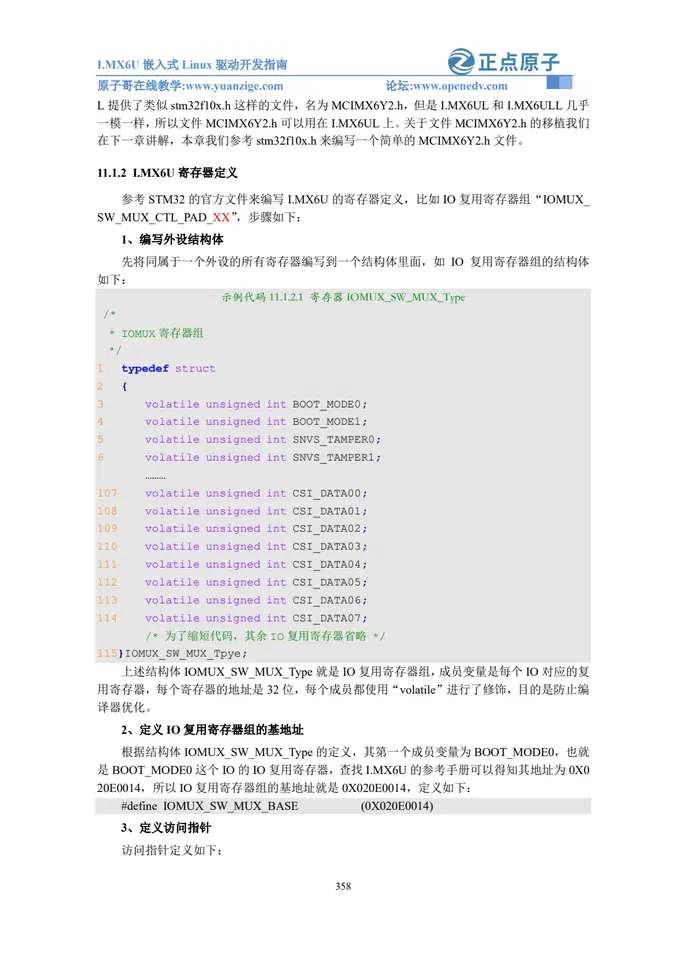 I.MX6U 嵌入式 Linux 驱动开发指南
正点原子
原子哥在线教学:www.yuanzige.com 论坛:www.openedv.com
L 提供了类似 stm32f10x.h 这样的文件，名为 MCIMX6Y2.h，但是 I.MX6UL 和 I.MX6ULL 几乎
一模一样，所以文件 MCIMX6Y2.h 可以用在 I.MX6UL 上。关于文件 MCIMX6Y2.h 的移植我们
在下一章讲解，本章我们参考 stm32f10x.h 来编写一个简单的 MCIMX6Y2.h 文件。
11.1.2 I.MX6U 寄存器定义
参考 STM32 的官方文件来编写 I.MX6U 的寄存器定义，比如 IO 复用寄存器组“IOMUX_
SW_MUX_CTL_PAD_XX”，步骤如下：
1、编写外设结构体
先将同属于一个外设的所有寄存器编写到一个结构体里面，如 IO 复用寄存器组的结构体
如下：
示例代码 11.1.2.1 寄存器 IOMUX_SW_MUX_Type
/*
* IOMUX 寄存器组
*/
1 typedef struct
2 {
3 volatile unsigned int BOOT_MODE0;
4 volatile unsigned int BOOT_MODE1;
5 volatile unsigned int SNVS_TAMPER0;
6 volatile unsigned int SNVS_TAMPER1;
………
107 volatile unsigned int CSI_DATA00;
108 volatile unsigned int CSI_DATA01;
109 volatile unsigned int CSI_DATA02;
110 volatile unsigned int CSI_DATA03;
111 volatile unsigned int CSI_DATA04;
112 volatile unsigned int CSI_DATA05;
113 volatile unsigned int CSI_DATA06;
114 volatile unsigned int CSI_DATA07;
/* 为了缩短代码，其余 IO 复用寄存器省略 */
115}IOMUX_SW_MUX_Tpye;
上述结构体 IOMUX_SW_MUX_Type 就是 IO 复用寄存器组，成员变量是每个 IO 对应的复
用寄存器，每个寄存器的地址是 32 位，每个成员都使用“volatile”进行了修饰，目的是防止编
译器优化。
2、定义 IO 复用寄存器组的基地址
根据结构体 IOMUX_SW_MUX_Type 的定义，其第一个成员变量为 BOOT_MODE0，也就
是 BOOT_MODE0 这个 IO 的 IO 复用寄存器，查找 I.MX6U 的参考手册可以得知其地址为 0X0
20E0014，所以 IO 复用寄存器组的基地址就是 0X020E0014，定义如下：
#define IOMUX_SW_MUX_BASE (0X020E0014)
3、定义访问指针
访问指针定义如下：
358